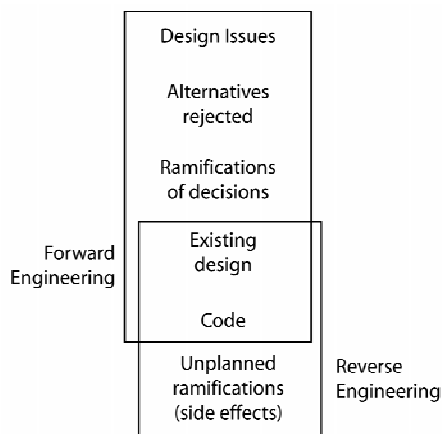 Design Issues
Alternatives
rejected
Ramifications
of decisions
Existing
design
Forward
Engineering
Code
Unplanned
ramifications
(side effects)
Reverse
Engineering